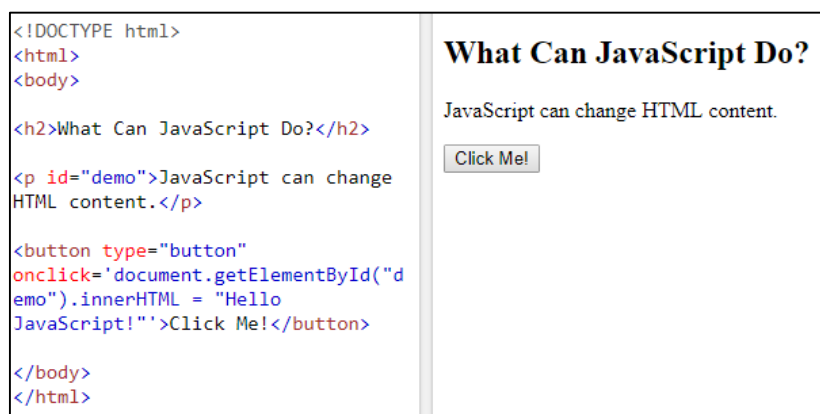 <!DOCTYPE html>
<html>
<body>
<h2>What Can JavaScript Do?</h2>
<p id="demo">JavaScript can change
HTML content.</p>
<button type="button"
onclick='document.getElementById("d
emo").innerHTML = "Hello
JavaScript!"'>Click Me!</button>
</body>
</html>
What Can JavaScript Do?
JavaScript can change HTML content.
Click Me!